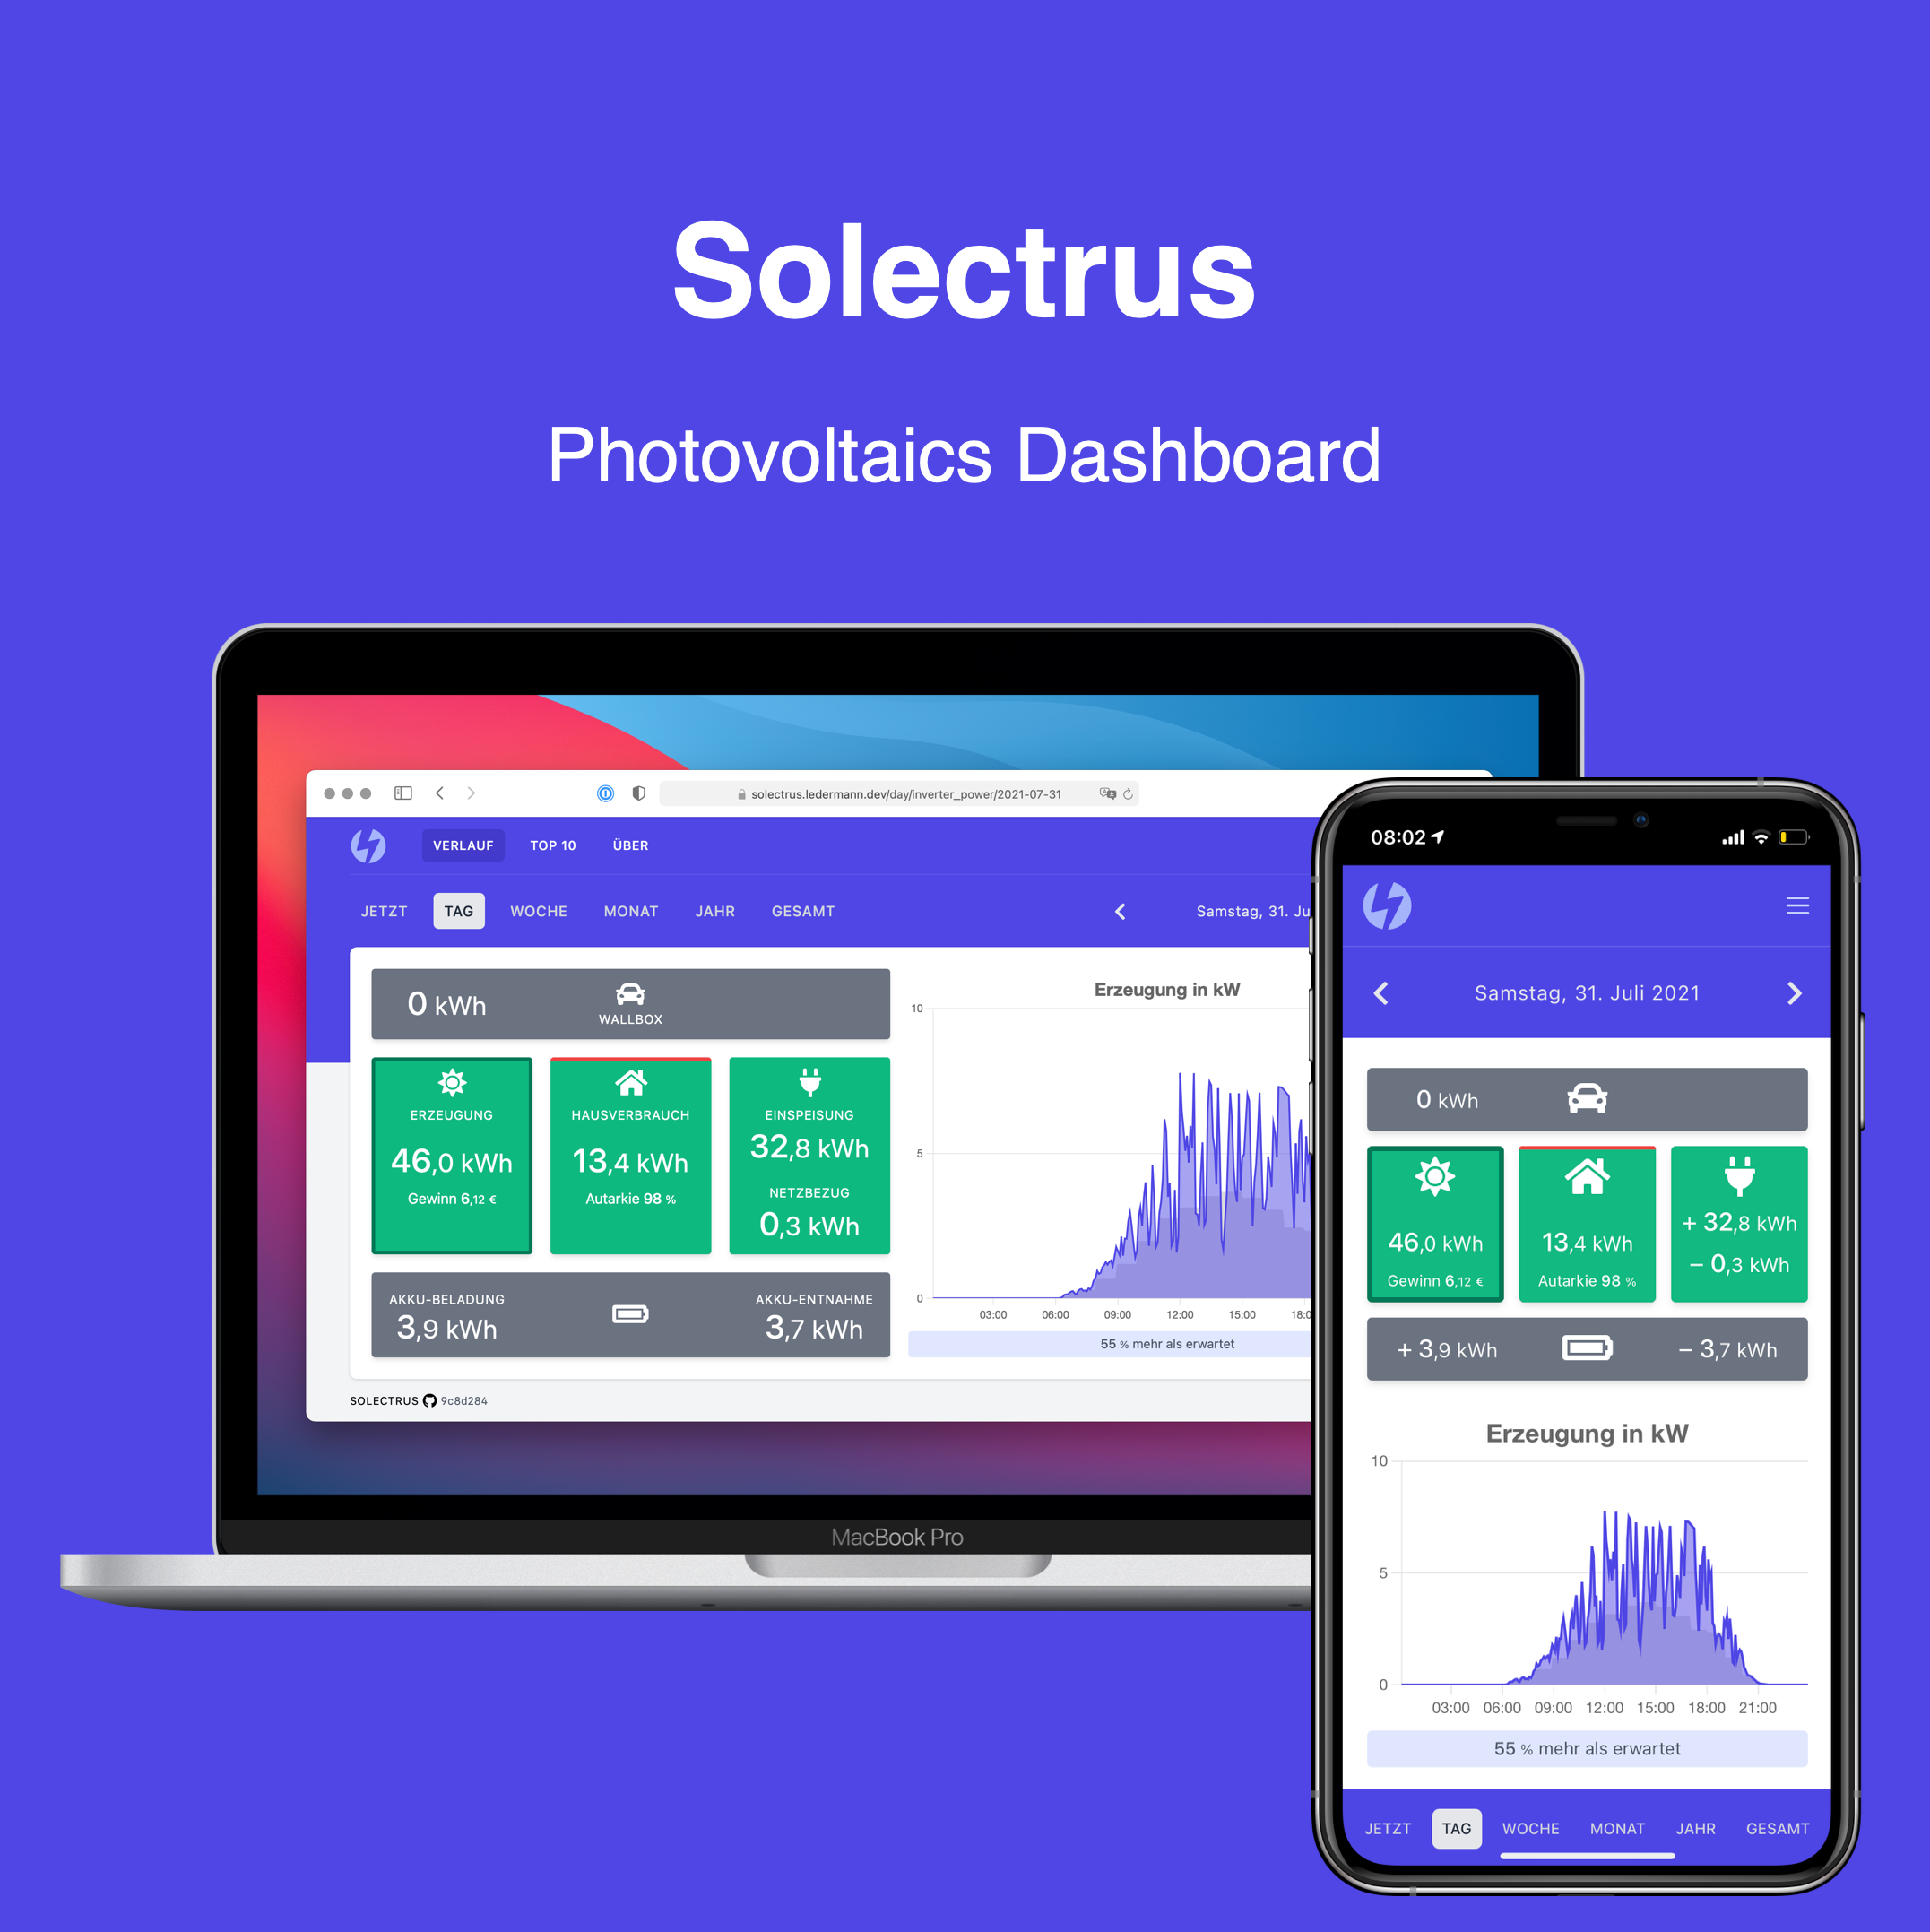 Solectrus
Photovoltaics Dashboard
solectrus.ledermann.dev/day/inverter_power/2021-07-31
VERLAUF TOP 10 ÜBER
JETZT TAG WOCHE MONAT JAHR GESAMT
Samstag, 31. Ju
0 kWh
WALLBOX
ERZEUGUNG
46,0 kWh
Gewinn 6,12 €
HAUSVERBRAUCH
13,4 kWh
Autarkie 98 %
EINSPEISUNG
32,8 kWh
NETZBEZUG
0,3 kWh
AKKU-BELADUNG
3,9 kWh
AKKU-ENTNAHME
3,7 kWh
Erzeugung in kW
10
5
0
03:00 06:00 09:00 12:00 15:00 18:0
55 % mehr als erwartet
SOLECTRUS 9c8d284
MacBook Pro
08:02
Samstag, 31. Juli 2021
0 kWh
46,0 kWh
Gewinn 6,12 €
13,4 kWh
Autarkie 98 %
+ 32,8 kWh
− 0,3 kWh
+ 3,9 kWh
− 3,7 kWh
Erzeugung in kW
10
5
0
03:00 06:00 09:00 12:00 15:00 18:00 21:00
55 % mehr als erwartet
JETZT TAG WOCHE MONAT JAHR GESAMT